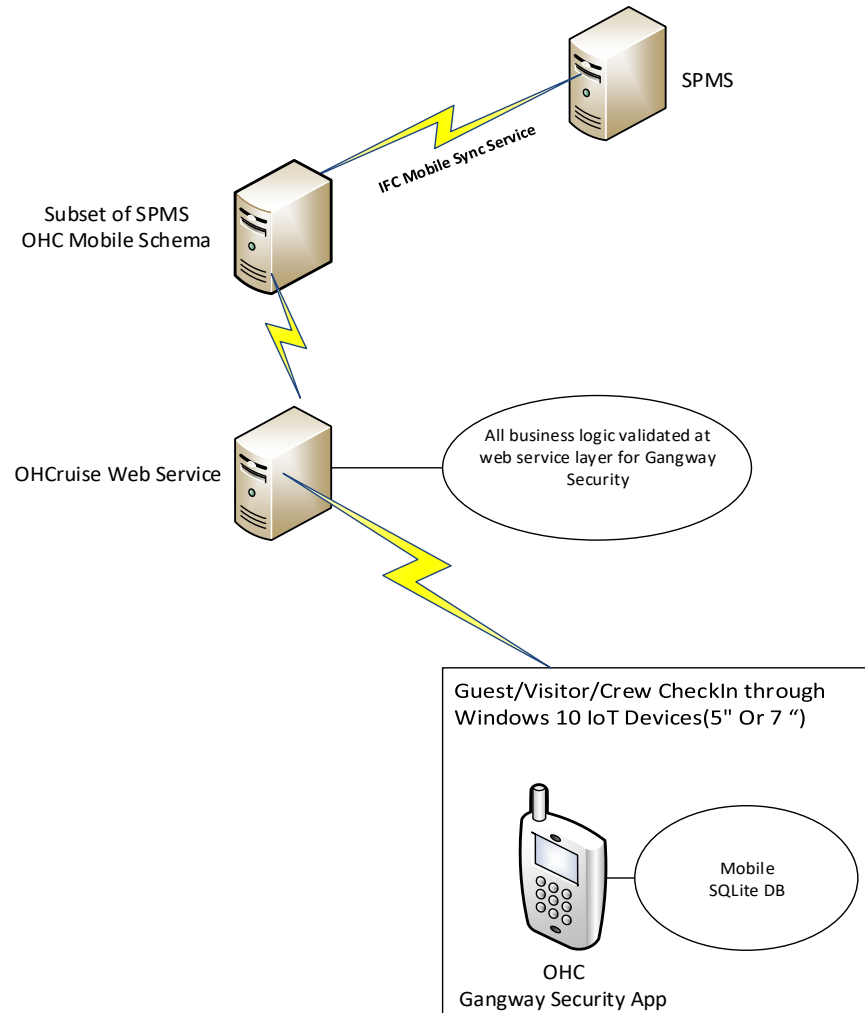 SPMS
IFC Mobile Sync Service
Subset of SPMS
OHC Mobile Schema
OHCruise Web Service
All business logic validated at
web service layer for Gangway
Security
Guest/Visitor/Crew CheckIn through
Windows 10 IoT Devices(5" Or 7 “)
Mobile
SQLite DB
OHC
Gangway Security App